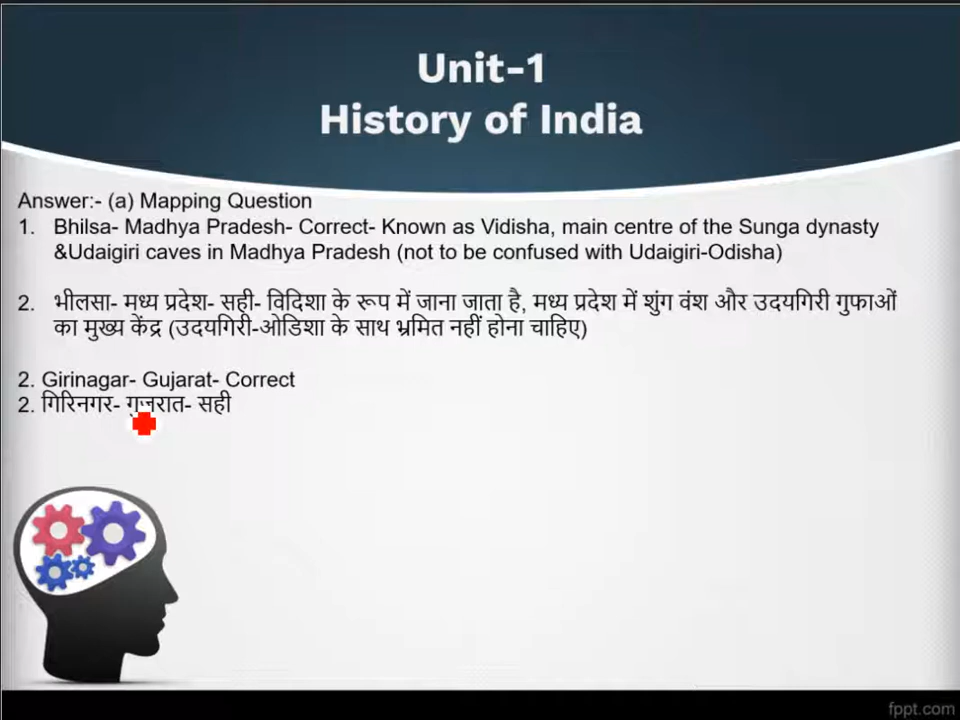 Unit-1
History of India
Answer:- (a) Mapping Question
1. Bhilsa- Madhya Pradesh- Correct- Known as Vidisha, main centre of the Sunga dynasty
&Udaigiri caves in Madhya Pradesh (not to be confused with Udaigiri-Odisha)
2. भीलसा- मध्य प्रदेश- सही- विदिशा के रूप में जाना जाता है, मध्य प्रदेश में शुंग वंश और उदयगिरी गुफाओं
का मुख्य केंद्र (उदयगिरी-ओडिशा के साथ भ्रमित नहीं होना चाहिए)
2. Girinagar- Gujarat- Correct
2. गिरिनगर- गुजरात- सही
fppt.com